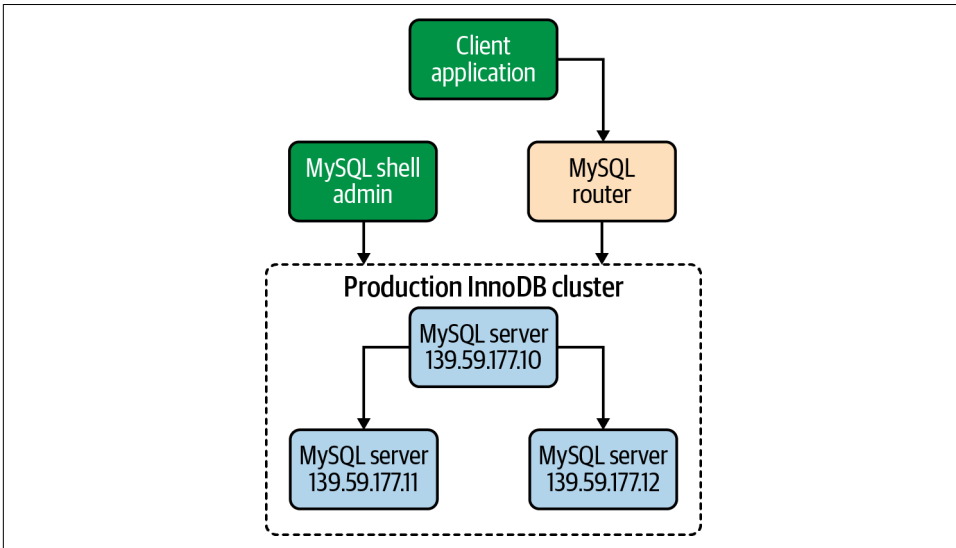 Client
application
MySQL shell
admin
MySQL
router
Production InnoDB cluster
MySQL server
139.59.177.10
MySQL server
139.59.177.11
MySQL server
139.59.177.12